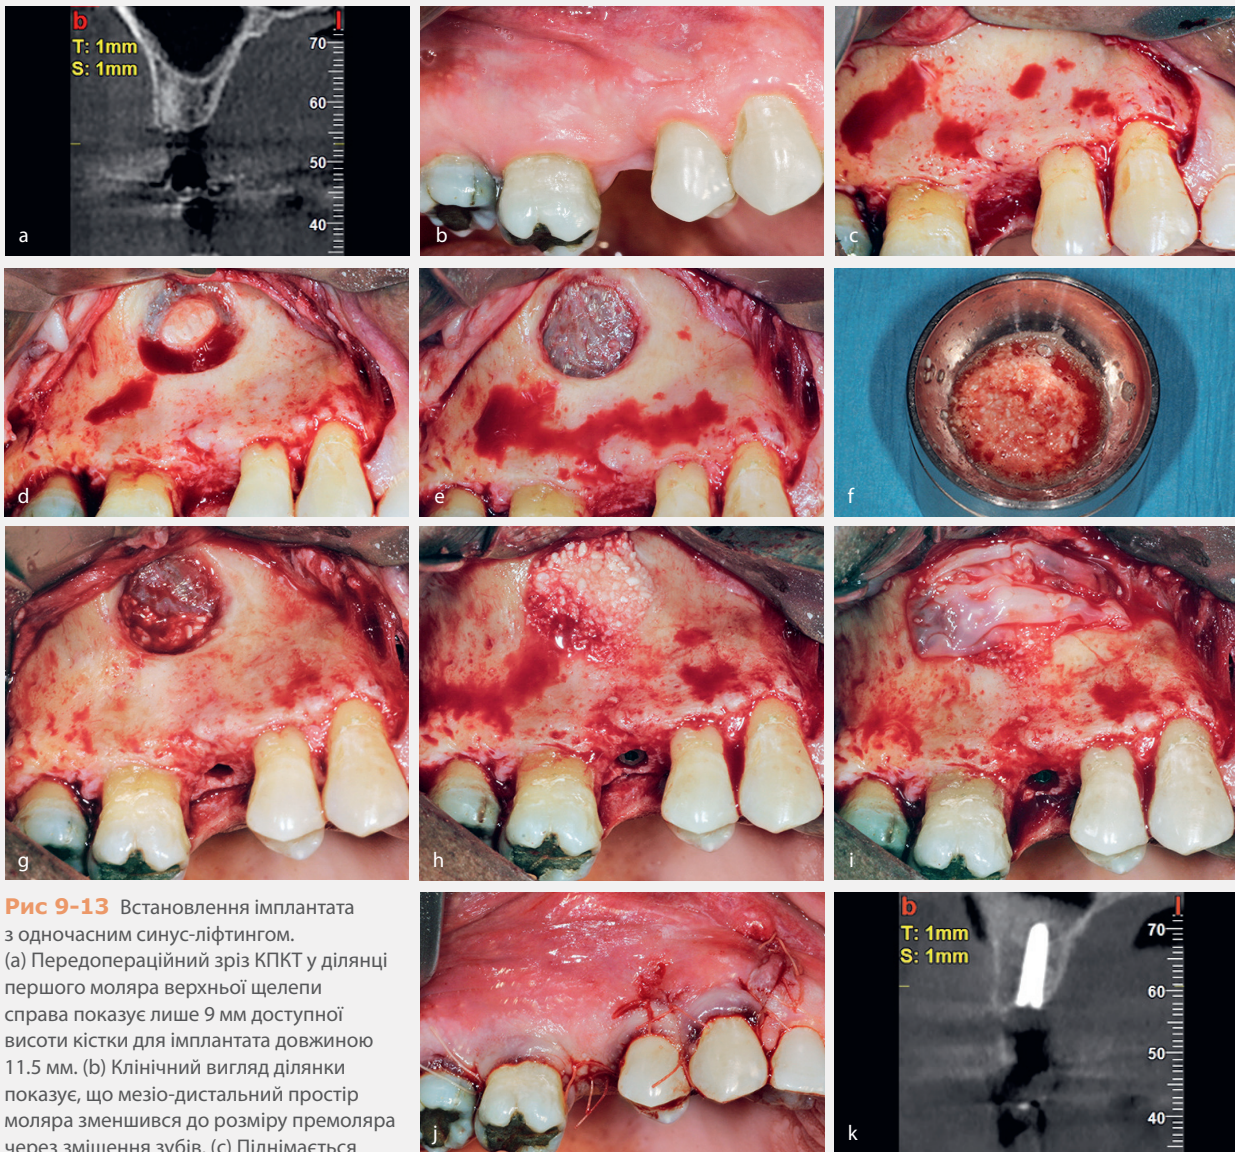 b
l
T: 1mm
S: 1mm
70
60
50
40
a
b
c
d
e
f
g
h
i
Рис 9-13 Встановлення імплантата
з одночасним синус-ліфтингом.
(a) Передопераційний зріз КПКТ у ділянці
першого моляра верхньої щелепи
справа показує лише 9 мм доступної
висоти кістки для імплантата довжиною
11.5 мм. (b) Клінічний вигляд ділянки
показує, що мезіо-дистальний простір
моляра зменшився до розміру премоляра
через зміщення зубів. (c) Піднімається
j
b
l
T: 1mm
S: 1mm
70
60
50
40
k